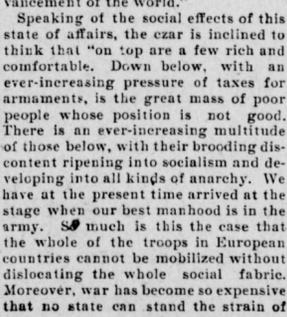 vancement of the world."
Speaking of the social effects of this
state of affairs, the czar is inclined to
think that "on top are a few rich and
comfortable. Down below, with an
ever-increasing pressure of taxes for
armaments, is the great mass of poor
people whose position is not good.
There is an ever-increasing multitude
of those below, with their brooding dis-
content ripening into socialism and de-
veloping into all kinds of anarchy. We
have at the present time arrived at the
stage when our best manhood is in the
army. So much is this the case that
the whole of the troops in European
countries cannot be mobilized without
dislocating the whole social fabric.
Moreover, war has become so expensive
that no state can stand the strain of